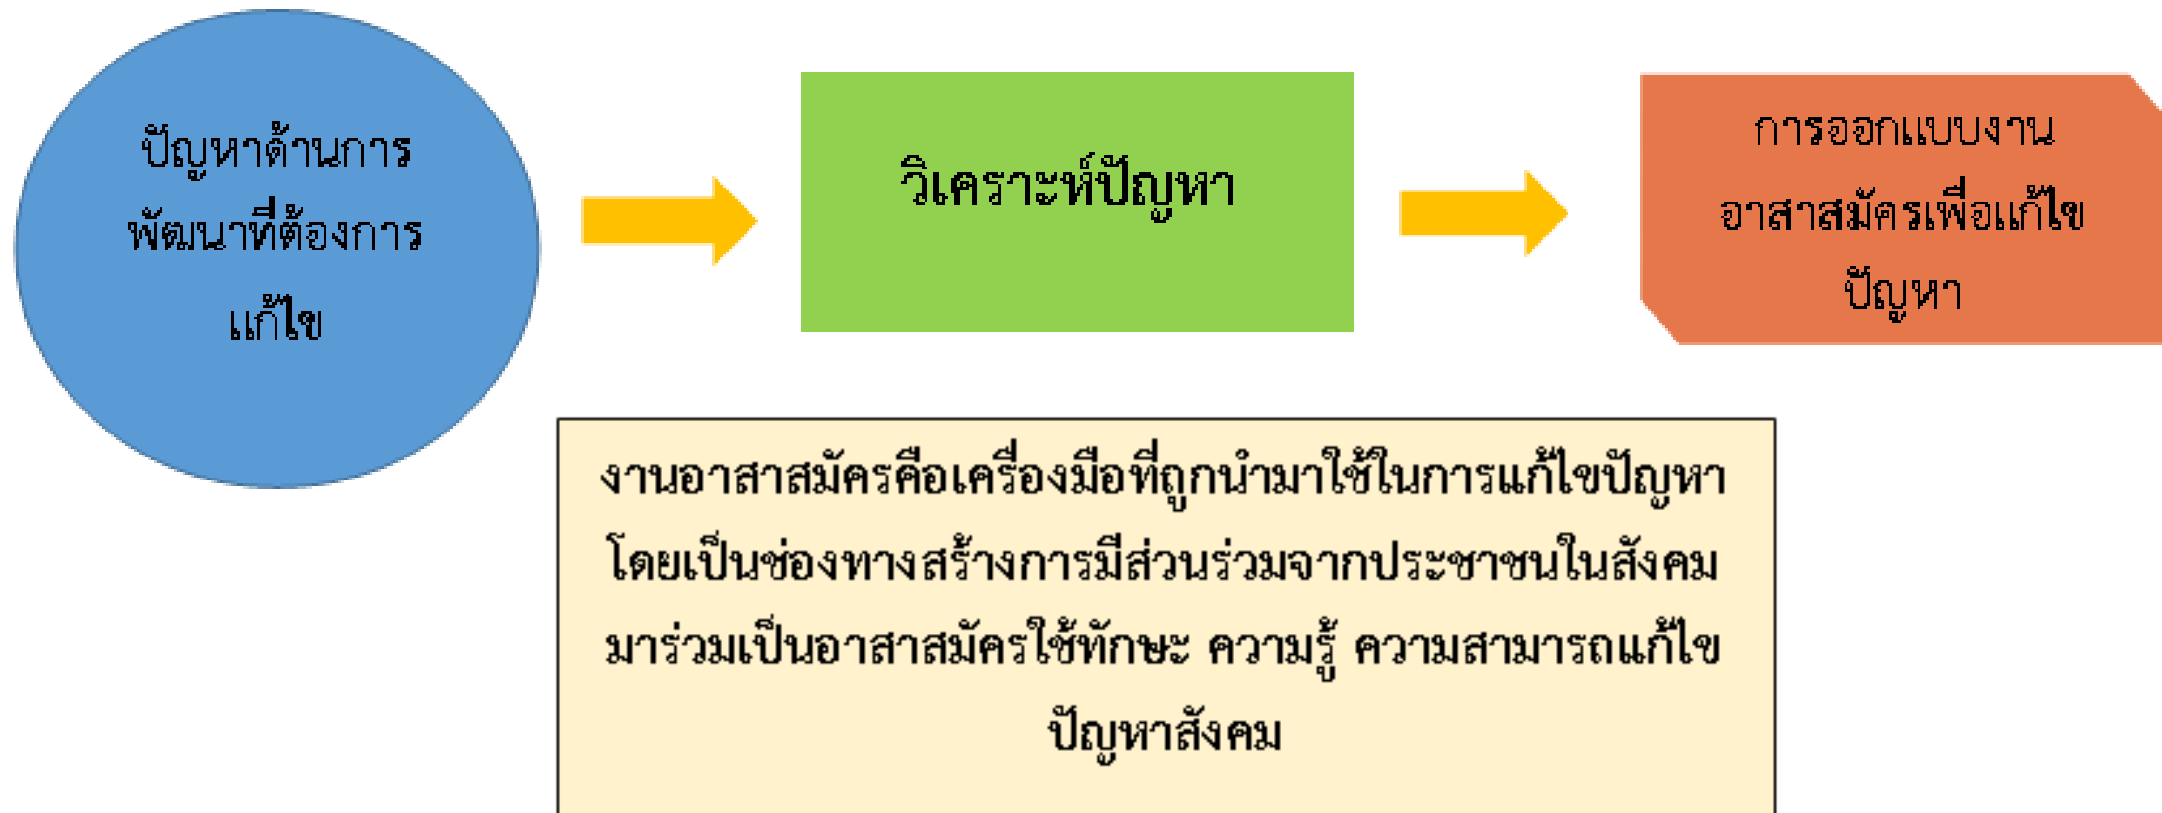 ปัญหาด้านการ
พัฒนาที่ต้องการ
แก้ไข
วิเคราะห์ปัญหา
การออกแบบงาน
อาสาสมัครเพื่อแก้ไข
ปัญหา
งานอาสาสมัครคือเครื่องมือที่ถูกนำมาใช้ในการแก้ไขปัญหา
โดยเป็นช่องทางสร้างการมีส่วนร่วมจากประชาชนในสังคม
มาร่วมเป็นอาสาสมัครใช้ทักษะ ความรู้ ความสามารถแก้ไข
ปัญหาสังคม